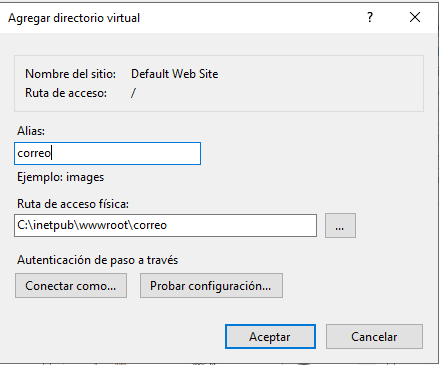 Agregar directorio virtual
? ×
Nombre del sitio: Default Web Site
Ruta de acceso: /
Alias:
correo
Ejemplo: images
Ruta de acceso física:
C:\inetpub\wwwroot\correo
...
Autenticación de paso a través
Conectar como... Probar configuración...
Aceptar Cancelar